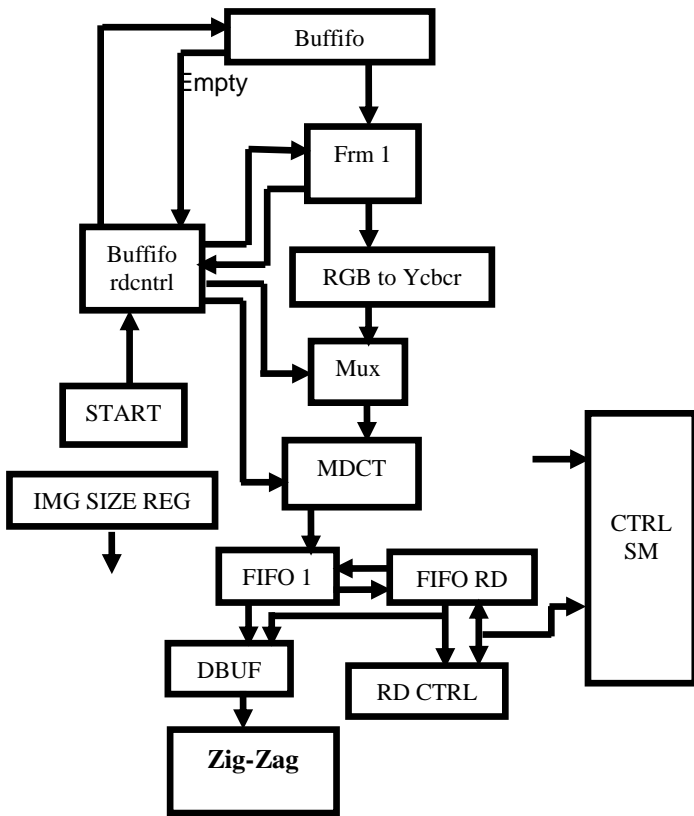 Buffifo
Empty
Frm 1
Buffifo
rdcntrl
RGB to Ycbcr
Mux
START
MDCT
IMG SIZE REG
CTRL
SM
FIFO 1
FIFO RD
DBUF
RD CTRL
Zig-Zag